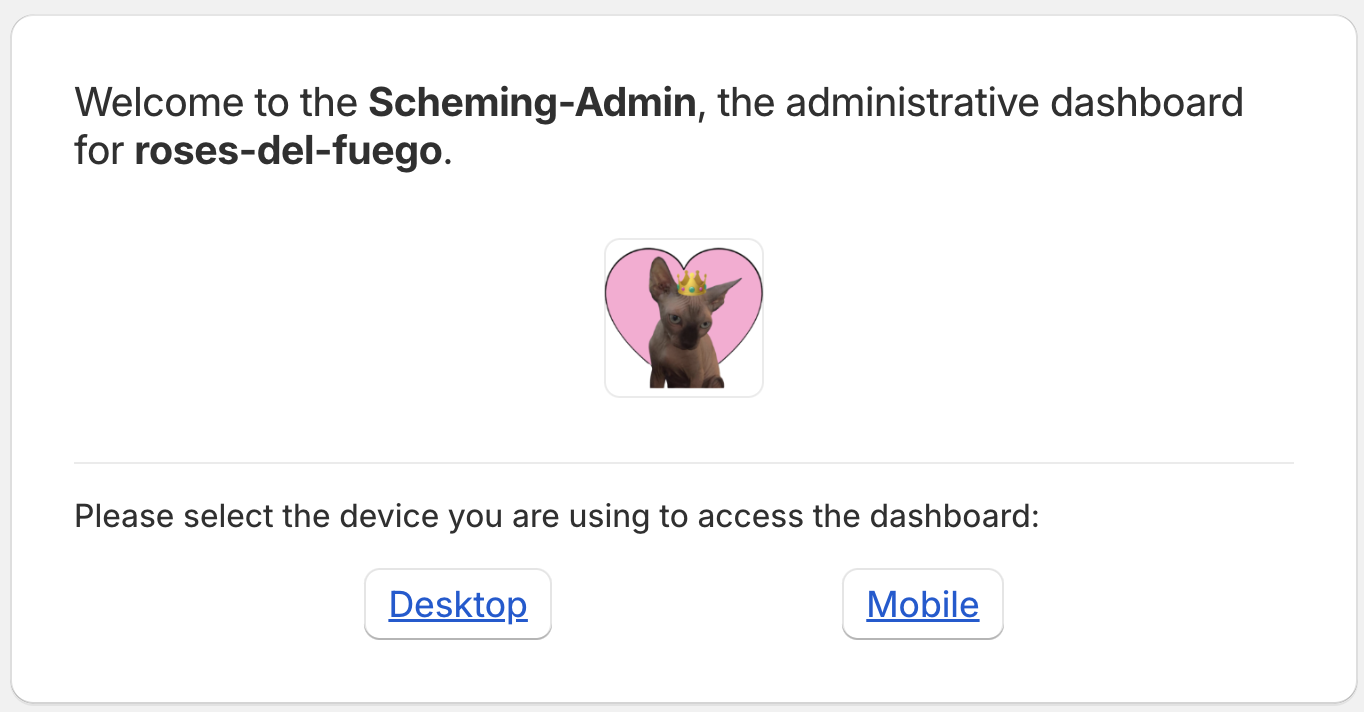 Welcome to the Scheming-Admin, the administrative dashboard
for roses-del-fuego.
Please select the device you are using to access the dashboard:
Desktop
Mobile